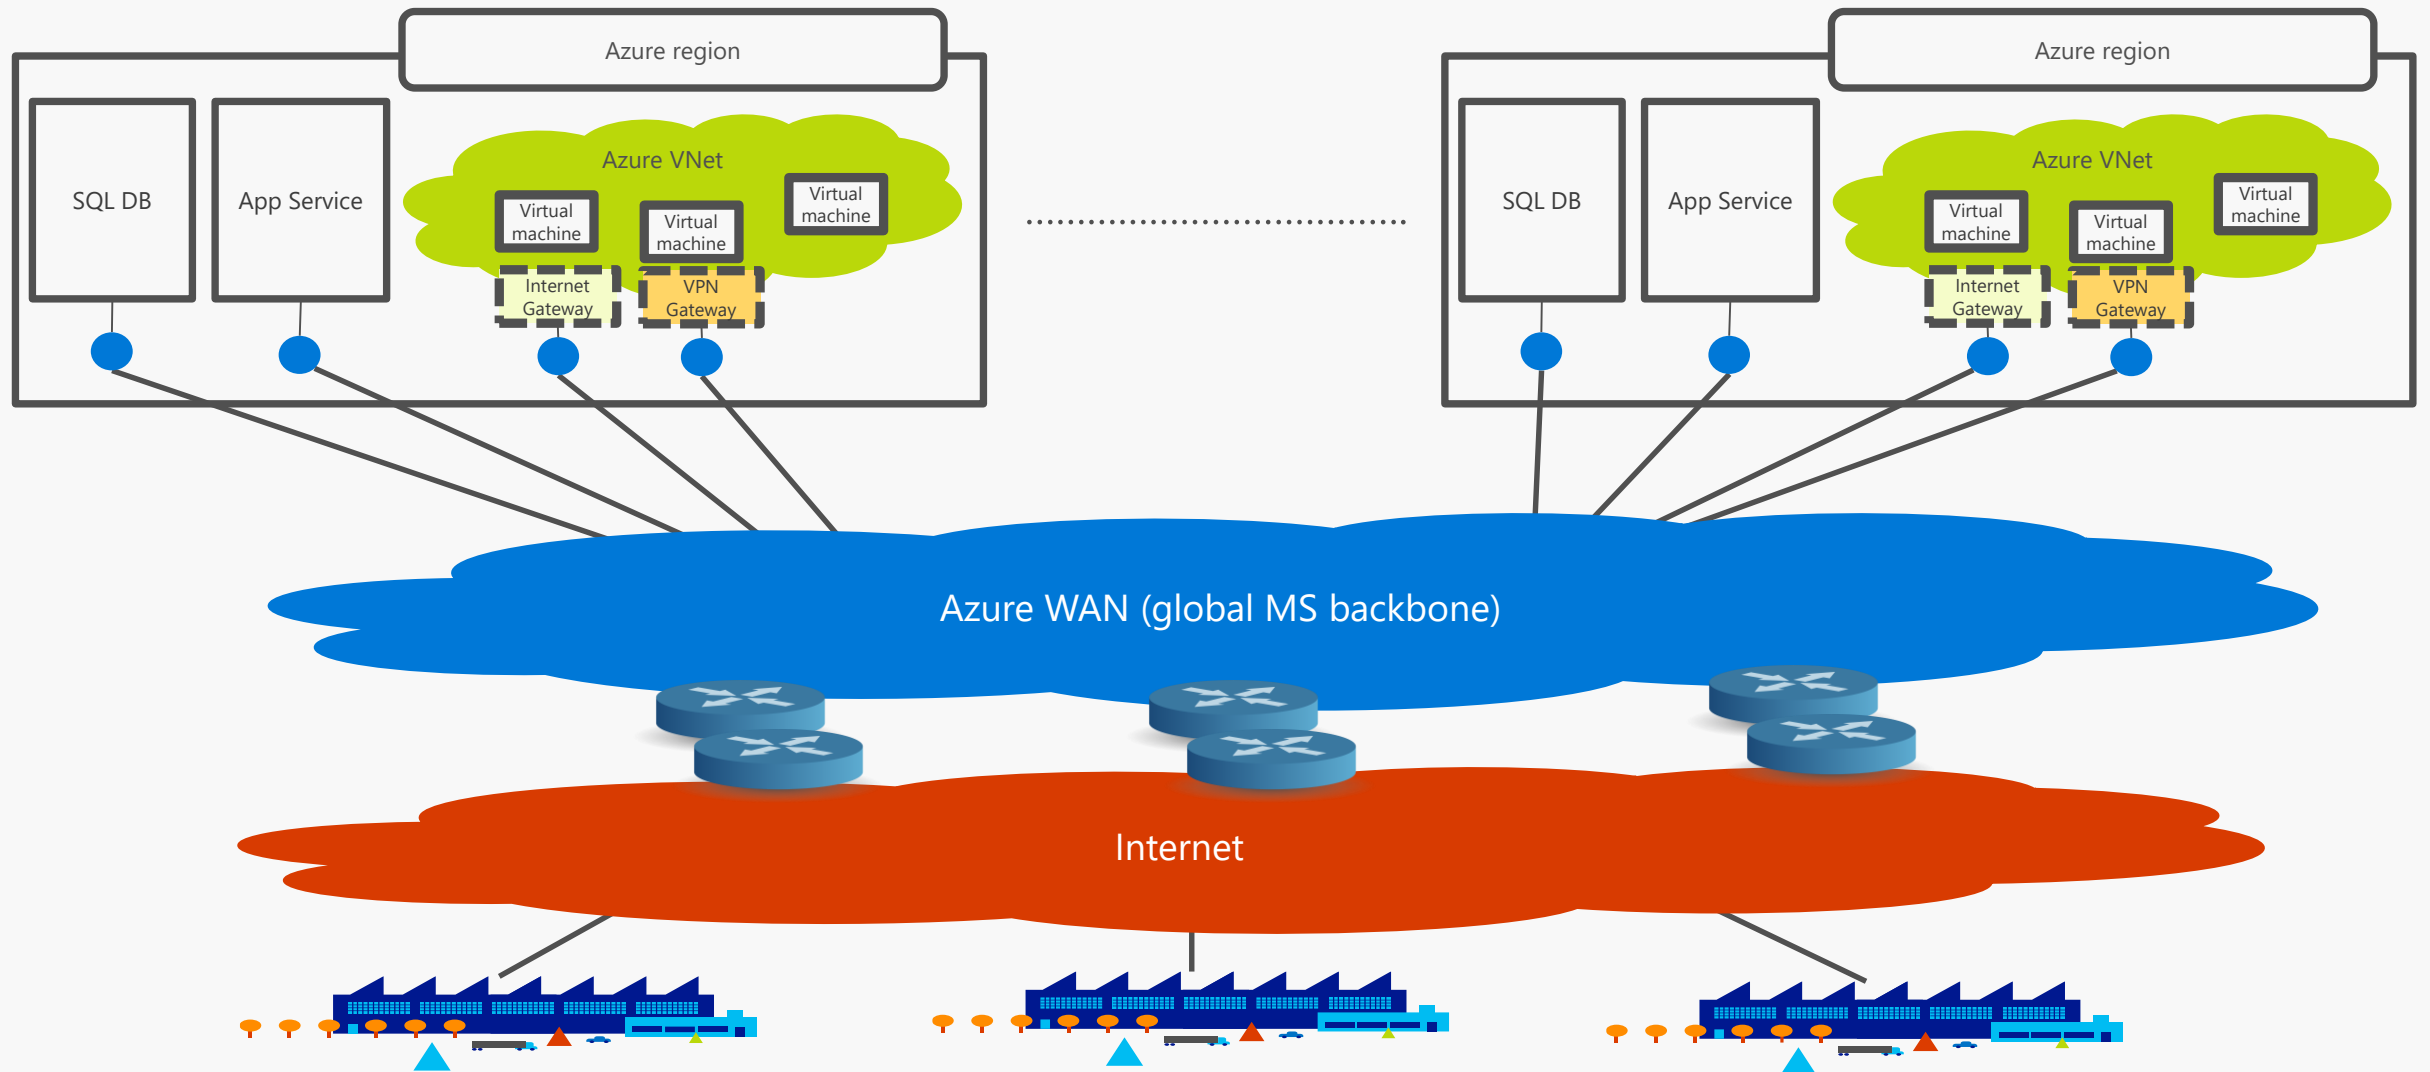 Azure region
SQL DB
App Service
Azure VNet
Virtual
machine
Virtual
machine
Virtual
machine
Internet
Gateway
VPN
Gateway
Azure region
SQL DB
App Service
Azure VNet
Virtual
machine
Virtual
machine
Virtual
machine
Internet
Gateway
VPN
Gateway
Azure WAN (global MS backbone)
Internet